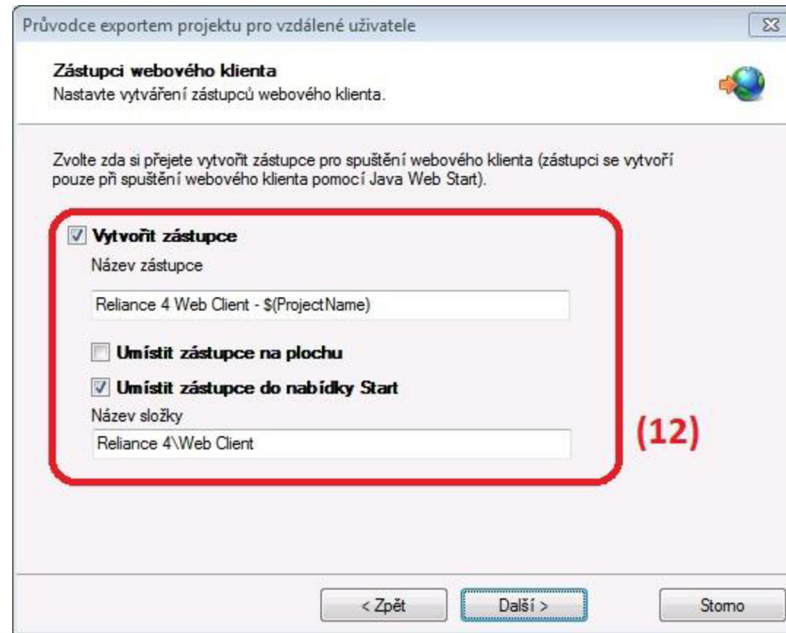 Průvodce exportem projektu pro vzdálené uživatele
Zástupci webového klienta
Nastavte vytváření zástupců webového klienta.
Zvolte zda si přejete vytvořit zástupce pro spuštění webového klienta (zástupci se vytvoří
pouze při spuštění webového klienta pomocí Java Web Start).
Vytvořit zástupce
Název zástupce
Reliance 4 Web Client - $(ProjectName)
Umístit zástupce na plochu
Umístit zástupce do nabídky Start
Název složky
Reliance 4\Web Client
(12)
< Zpět
Další >
Storno